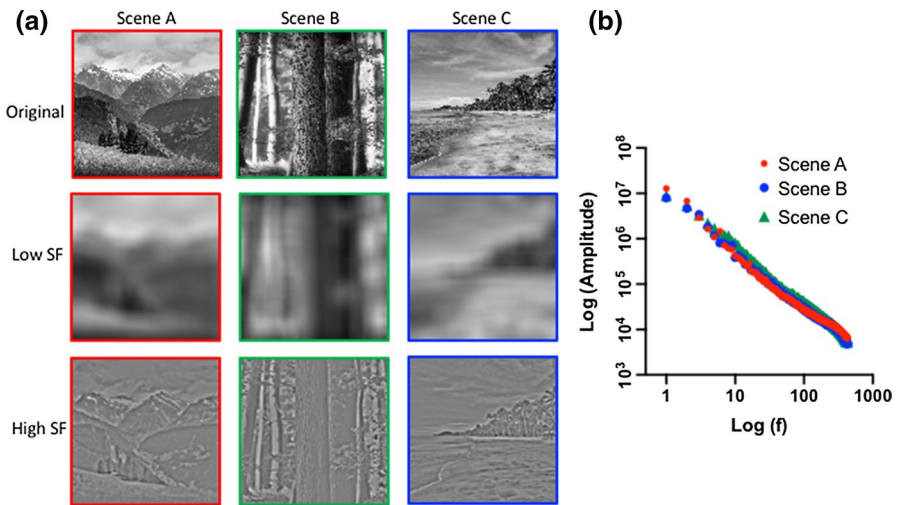 (a)
Scene A
Scene B
Scene C
Original
Low SF
High SF
(b)
Log (Amplitude)
10⁸
10⁷
10⁶
10⁵
10⁴
10³
Scene A
Scene B
Scene C
1
10
100
1000
Log (f)